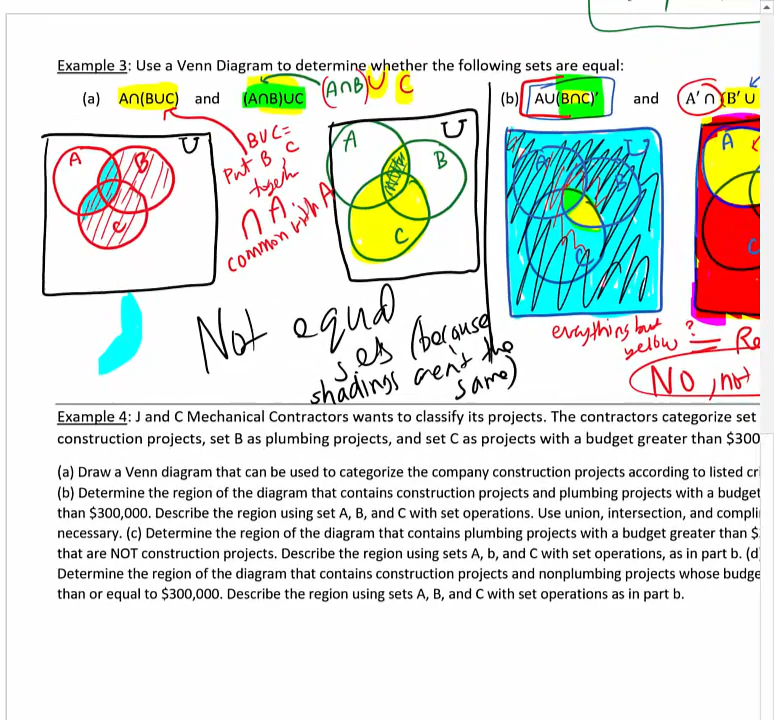 Example 3: Use a Venn Diagram to determine whether the following sets are equal:
(A∩B)∪ C
(a) A∩(B∪C) and (A∩B)∪C
(b) A∪(B∩C)' and A' ∩ (B' ∪
A B C U
B∪C=
Put B, C
togeth
∩ A:
common with A
A B C U
A B C U
A C
Not equal
sets (because
shadings aren't the
same)
everything but
yellow ? = Re
NO, not
Example 4: J and C Mechanical Contractors wants to classify its projects. The contractors categorize set
construction projects, set B as plumbing projects, and set C as projects with a budget greater than $300
(a) Draw a Venn diagram that can be used to categorize the company construction projects according to listed cr
(b) Determine the region of the diagram that contains construction projects and plumbing projects with a budget
than $300,000. Describe the region using set A, B, and C with set operations. Use union, intersection, and compli
necessary. (c) Determine the region of the diagram that contains plumbing projects with a budget greater than $
that are NOT construction projects. Describe the region using sets A, b, and C with set operations, as in part b. (d
Determine the region of the diagram that contains construction projects and nonplumbing projects whose budge
than or equal to $300,000. Describe the region using sets A, B, and C with set operations as in part b.